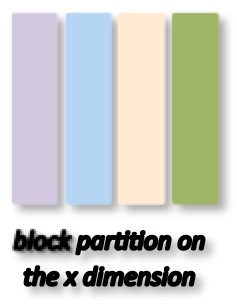 block partition on
the x dimension